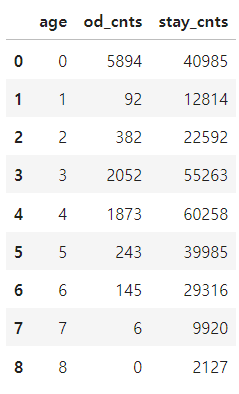 age od_cnts stay_cnts
0 0 5894 40985
1 1 92 12814
2 2 382 22592
3 3 2052 55263
4 4 1873 60258
5 5 243 39985
6 6 145 29316
7 7 6 9920
8 8 0 2127